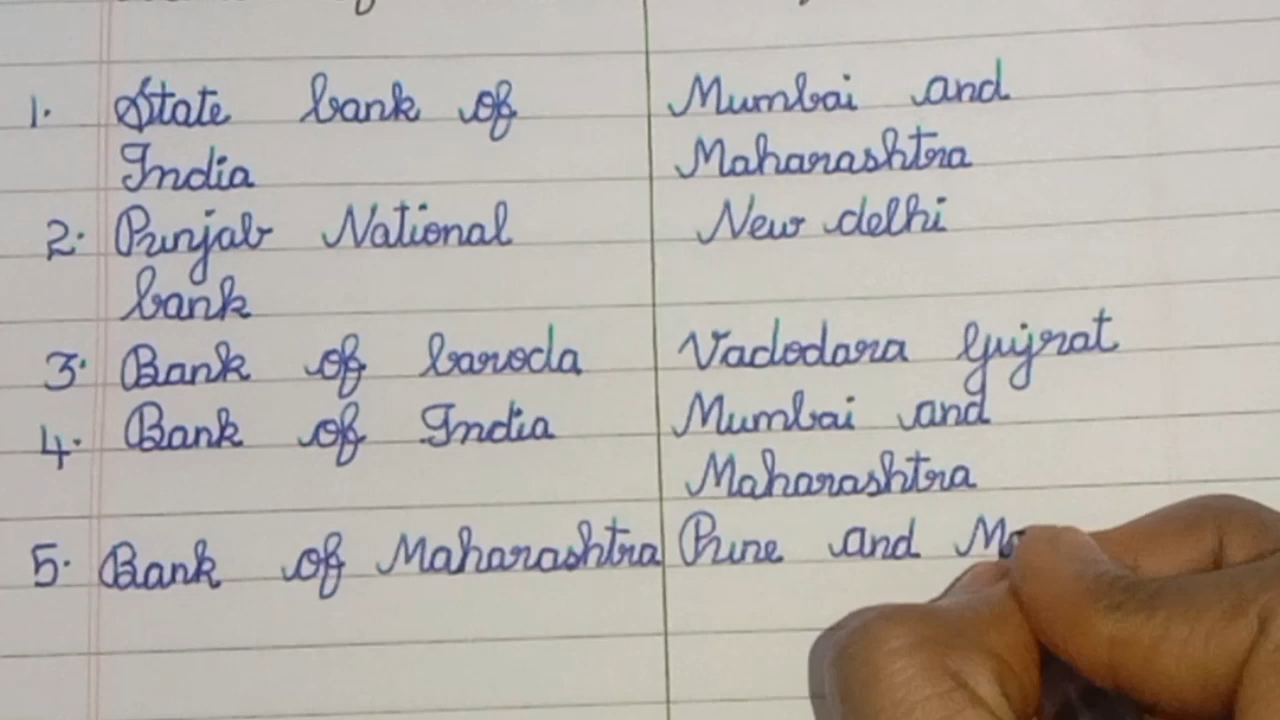 1. State bank of Mumbai and
India Maharashtra
2. Punjab National New delhi
bank
3. Bank of baroda Vadodara Gujrat
4. Bank of India Mumbai and
Maharashtra
5. Bank of Maharashtra Pune and